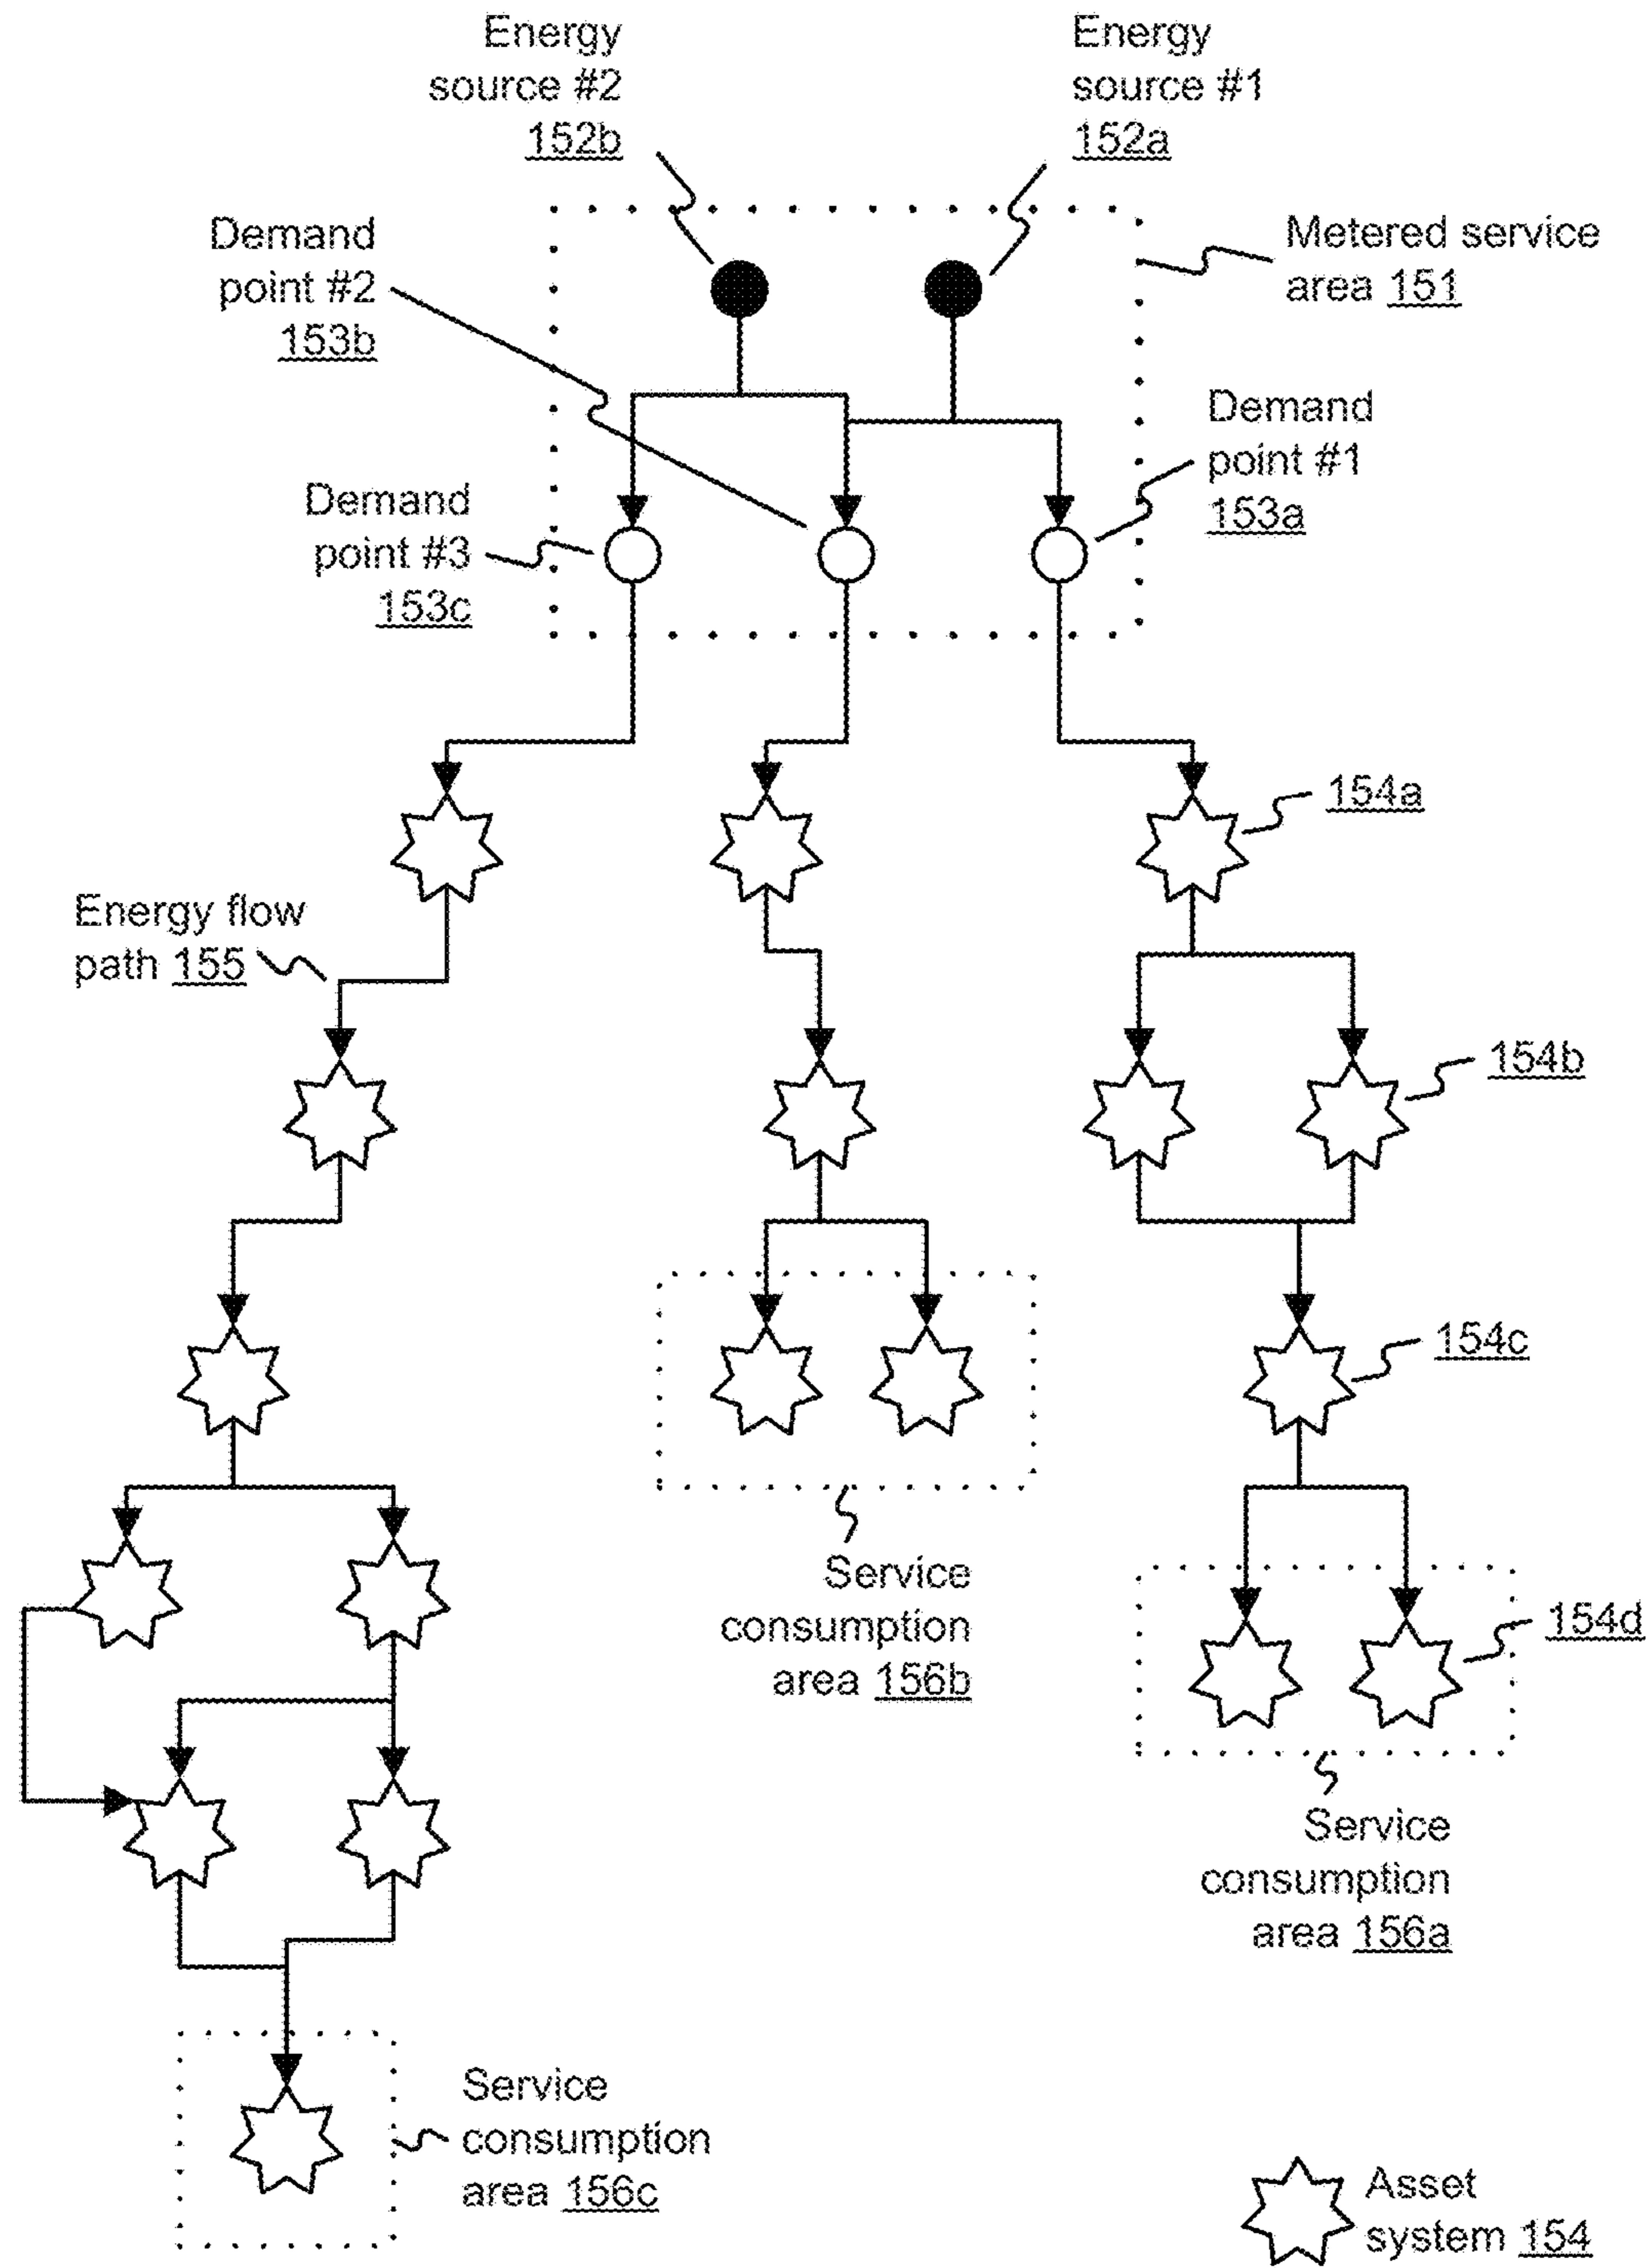 Energy
source #2
152b
Energy
source #1
152a
Demand
point #2
153b
Metered service
area 151
Demand
point #1
153a
Demand
point #3
153c
154a
Energy flow
path 155
154b
154c
Service
consumption
area 156b
154d
Service
consumption
area 156a
Service
consumption
area 156c
Asset
system 154